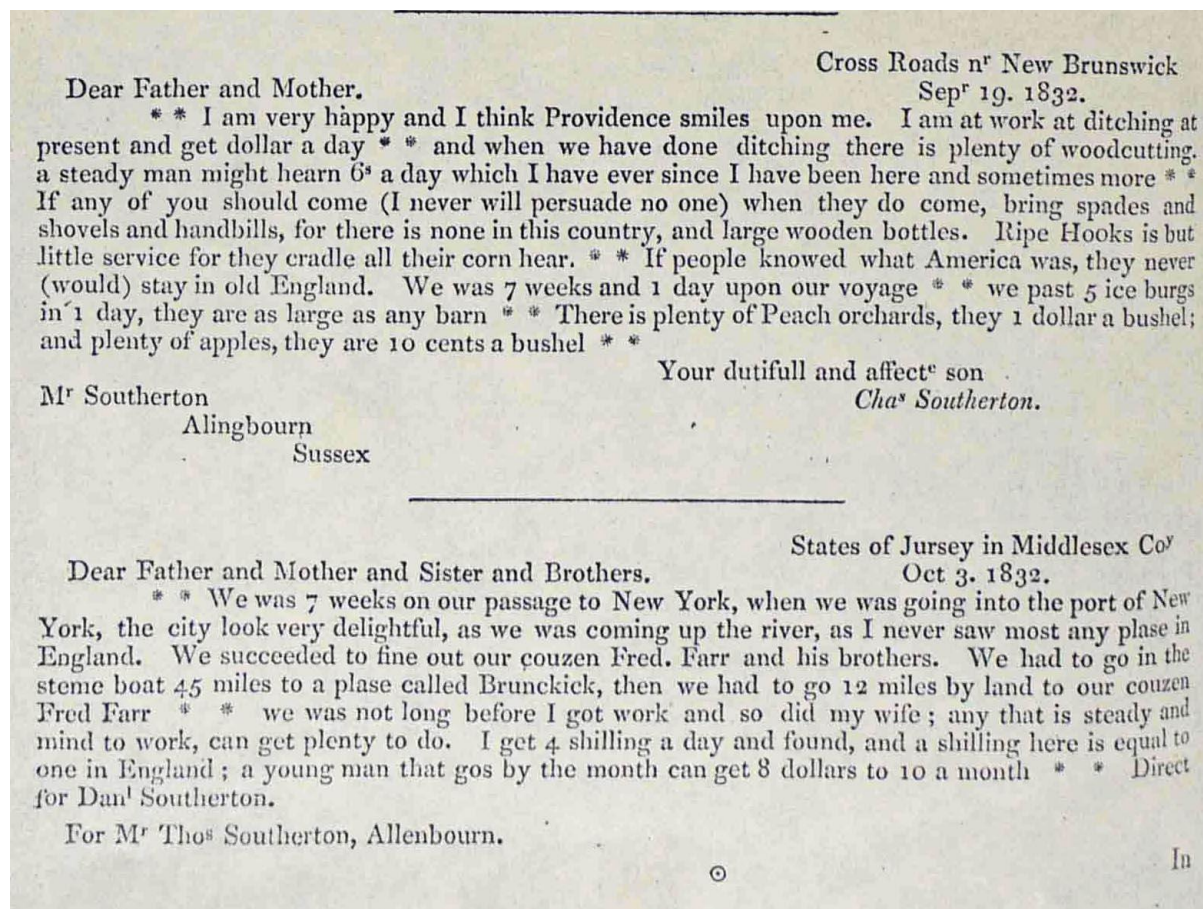 Cross Roads nʳ New Brunswick
Dear Father and Mother.
Sepʳ 19. 1832.
* * I am very happy and I think Providence smiles upon me. I am at work at ditching at
present and get dollar a day * * and when we have done ditching there is plenty of woodcutting.
a steady man might hearn 6ˢ a day which I have ever since I have been here and sometimes more * *
If any of you should come (I never will persuade no one) when they do come, bring spades and
shovels and handbills, for there is none in this country, and large wooden bottles. Ripe Hooks is but
little service for they cradle all their corn hear. * * If people knowed what America was, they never
(would) stay in old England. We was 7 weeks and 1 day upon our voyage * * we past 5 ice burgs
in 1 day, they are as large as any barn * * There is plenty of Peach orchards, they 1 dollar a bushel;
and plenty of apples, they are 10 cents a bushel * *
Your dutifull and affectᵉ son
Mʳ Southerton
Chaˢ Southerton.
Alingbourn
Sussex
States of Jursey in Middlesex Coʸ
Dear Father and Mother and Sister and Brothers.
Oct 3. 1832.
* * We was 7 weeks on our passage to New York, when we was going into the port of New
York, the city look very delightful, as we was coming up the river, as I never saw most any plase in
England. We succeeded to fine out our couzen Fred. Farr and his brothers. We had to go in the
steme boat 45 miles to a plase called Brunckick, then we had to go 12 miles by land to our couzen
Fred Farr * * we was not long before I got work and so did my wife; any that is steady and
mind to work, can get plenty to do. I get 4 shilling a day and found, and a shilling here is equal to
one in England; a young man that gos by the month can get 8 dollars to 10 a month * * Direct
for Danˡ Southerton.
For Mʳ Thoˢ Southerton, Allenbourn.
In